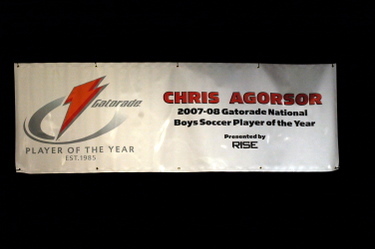 Gatorade
PLAYER OF THE YEAR
EST.1985
CHRIS AGORSOR
2007-08 Gatorade National
Boys Soccer Player of the Year
Presented by
RISE